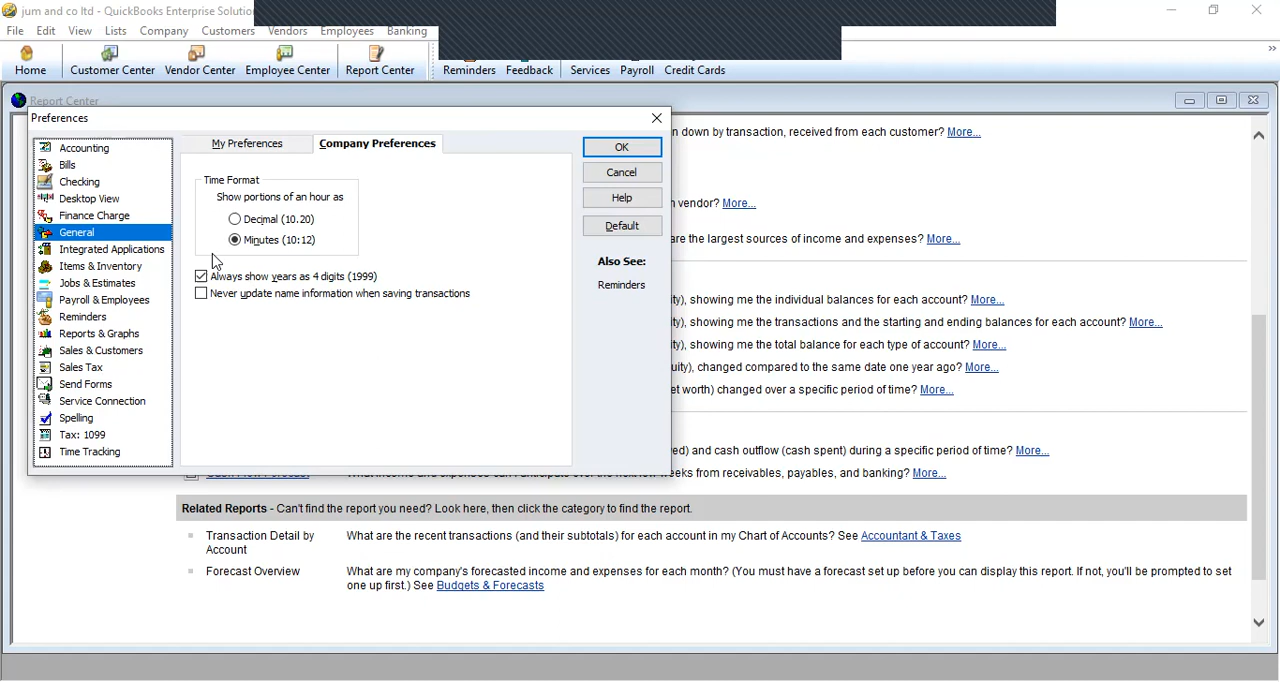 jum and co ltd - QuickBooks Enterprise Solution
File Edit View Lists Company Customers Vendors Employees Banking
Home Customer Center Vendor Center Employee Center Report Center Reminders Feedback Services Payroll Credit Cards
Report Center
Preferences
Accounting
Bills
Checking
Desktop View
Finance Charge
General
Integrated Applications
Items & Inventory
Jobs & Estimates
Payroll & Employees
Reminders
Reports & Graphs
Sales & Customers
Sales Tax
Send Forms
Service Connection
Spelling
Tax: 1099
Time Tracking
My Preferences Company Preferences
Time Format
Show portions of an hour as
Decimal (10.20)
Minutes (10:12)
Always show years as 4 digits (1999)
Never update name information when saving transactions
OK
Cancel
Help
Default
Also See:
Reminders
n down by transaction, received from each customer? More...
n vendor? More...
are the largest sources of income and expenses? More...
ity), showing me the individual balances for each account? More...
ity), showing me the transactions and the starting and ending balances for each account? More...
ity), showing me the total balance for each type of account? More...
uity), changed compared to the same date one year ago? More...
et worth) changed over a specific period of time? More...
ed) and cash outflow (cash spent) during a specific period of time? More...
weeks from receivables, payables, and banking? More...
Related Reports - Can't find the report you need? Look here, then click the category to find the report.
Transaction Detail by Account
What are the recent transactions (and their subtotals) for each account in my Chart of Accounts? See Accountant & Taxes
Forecast Overview
What are my company's forecasted income and expenses for each month? (You must have a forecast set up before you can display this report. If not, you'll be prompted to set
one up first.) See Budgets & Forecasts